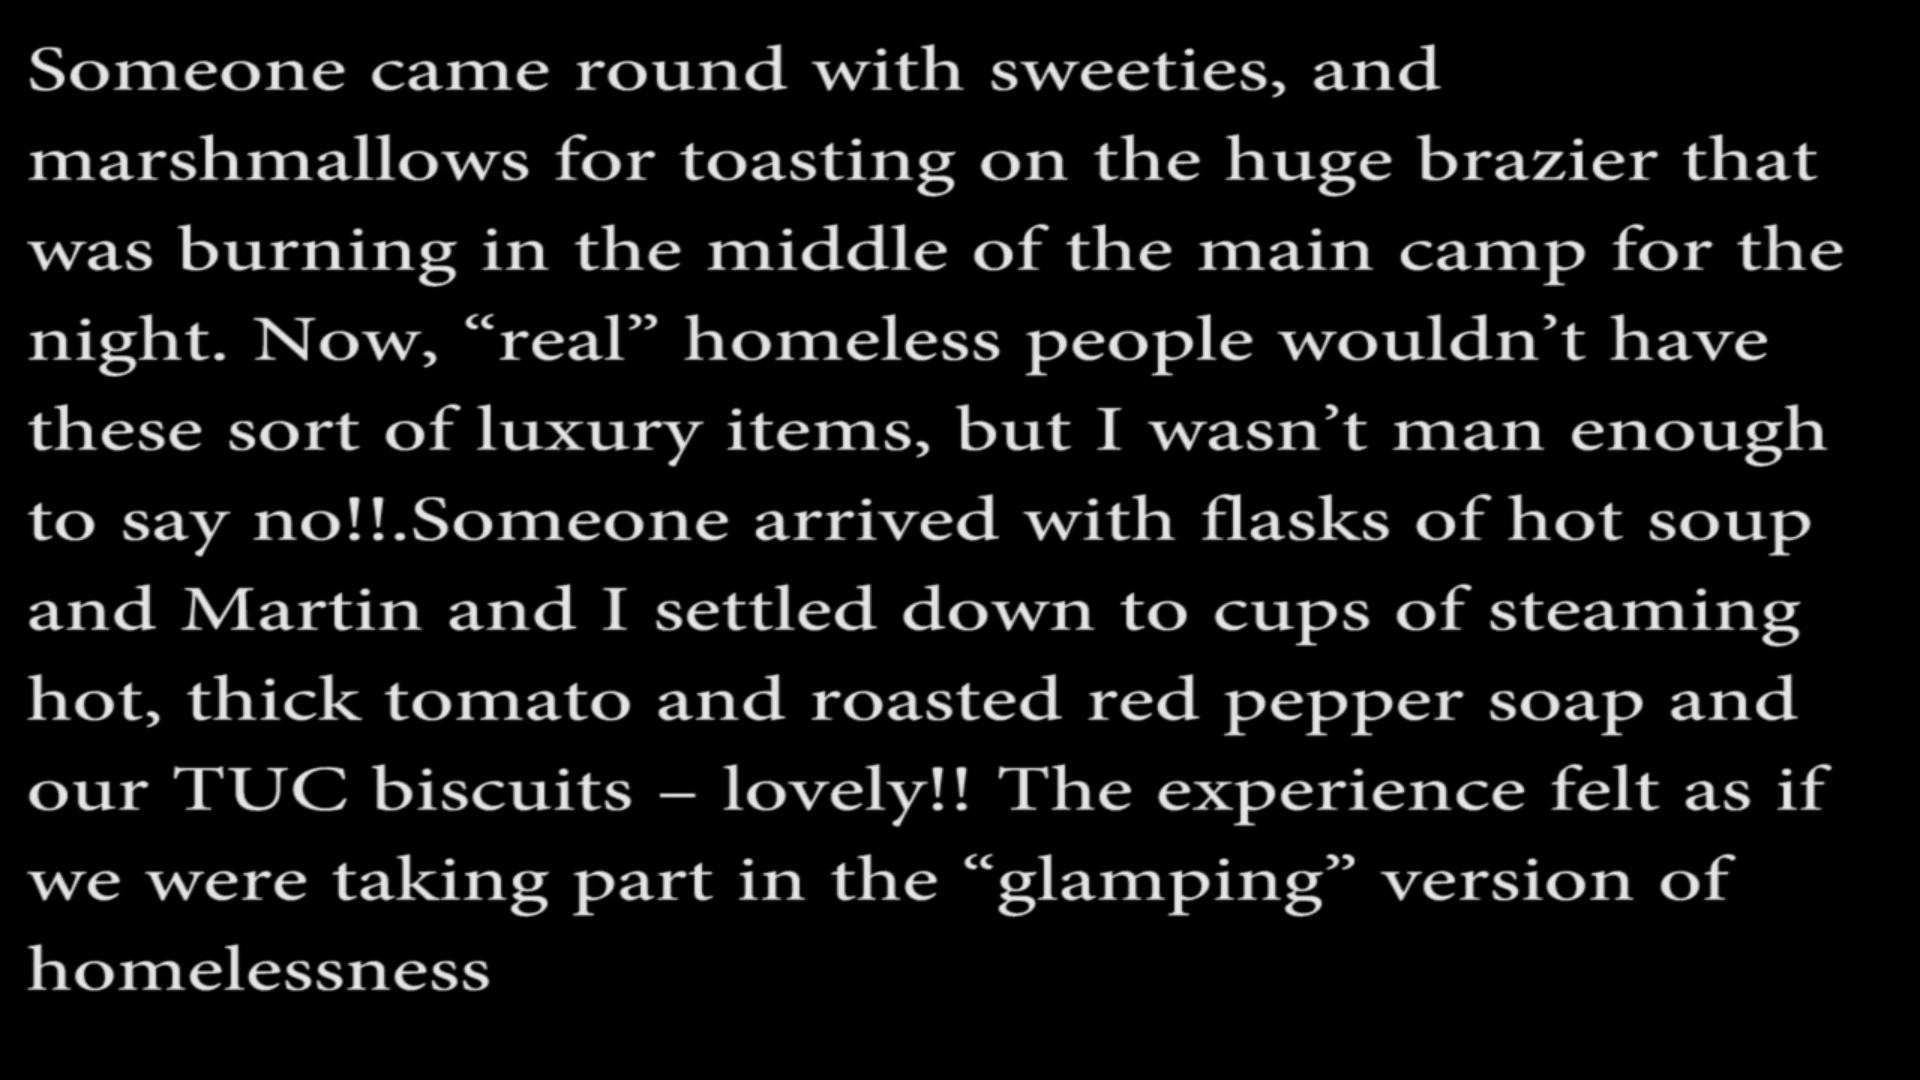 Someone came round with sweeties, and
marshmallows for toasting on the huge brazier that
was burning in the middle of the main camp for the
night. Now, “real” homeless people wouldn’t have
these sort of luxury items, but I wasn’t man enough
to say no!!.Someone arrived with flasks of hot soup
and Martin and I settled down to cups of steaming
hot, thick tomato and roasted red pepper soap and
our TUC biscuits – lovely!! The experience felt as if
we were taking part in the “glamping” version of
homelessness